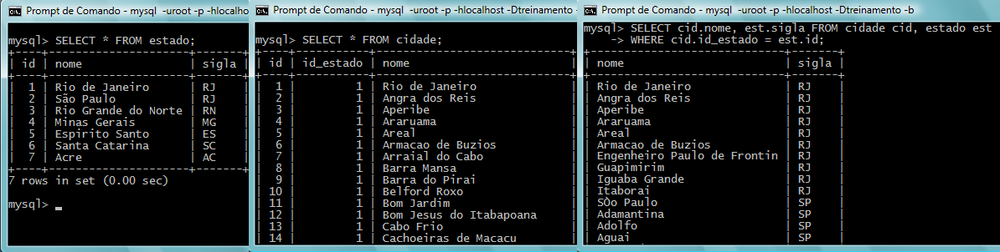 Prompt de Comando - mysql  -uroot -p -hlocalhost
mysql> SELECT * FROM estado;
+----+---------------------+-------+
| id | nome                | sigla |
+----+---------------------+-------+
|  1 | Rio de Janeiro      | RJ    |
|  2 | São Paulo           | RJ    |
|  3 | Rio Grande do Norte | RN    |
|  4 | Minas Gerais        | MG    |
|  5 | Espirito Santo      | ES    |
|  6 | Santa Catarina      | SC    |
|  7 | Acre                | AC    |
+----+---------------------+-------+
7 rows in set (0.00 sec)
mysql>
Prompt de Comando - mysql  -uroot -p -hlocalhost -Dtreinamento -
mysql> SELECT * FROM cidade;
+----+-----------+----------------------------+
| id | id_estado | nome                       |
+----+-----------+----------------------------+
|  1 |         1 | Rio de Janeiro             |
|  2 |         1 | Angra dos Reis             |
|  3 |         1 | Aperibe                    |
|  4 |         1 | Araruama                   |
|  5 |         1 | Areal                      |
|  6 |         1 | Armacao de Buzios          |
|  7 |         1 | Arraial do Cabo            |
|  8 |         1 | Barra Mansa                |
|  9 |         1 | Barra do Pirai             |
| 10 |         1 | Belford Roxo               |
| 11 |         1 | Bom Jardim                 |
| 12 |         1 | Bom Jesus do Itabapoana    |
| 13 |         1 | Cabo Frio                  |
| 14 |         1 | Cachoeiras de Macacu       |
Prompt de Comando - mysql  -uroot -p -hlocalhost -Dtreinamento -b
mysql> SELECT cid.nome, est.sigla FROM cidade cid, estado est
    -> WHERE cid.id_estado = est.id;
+----------------------------+-------+
| nome                       | sigla |
+----------------------------+-------+
| Rio de Janeiro             | RJ    |
| Angra dos Reis             | RJ    |
| Aperibe                    | RJ    |
| Araruama                   | RJ    |
| Areal                      | RJ    |
| Armacao de Buzios          | RJ    |
| Engenheiro Paulo de Frontin | RJ    |
| Guapimirim                 | RJ    |
| Iguaba Grande              | RJ    |
| Itaborai                   | RJ    |
| SÒo Paulo                  | SP    |
| Adamantina                 | SP    |
| Adolfo                     | SP    |
| Aguai                      | SP    |